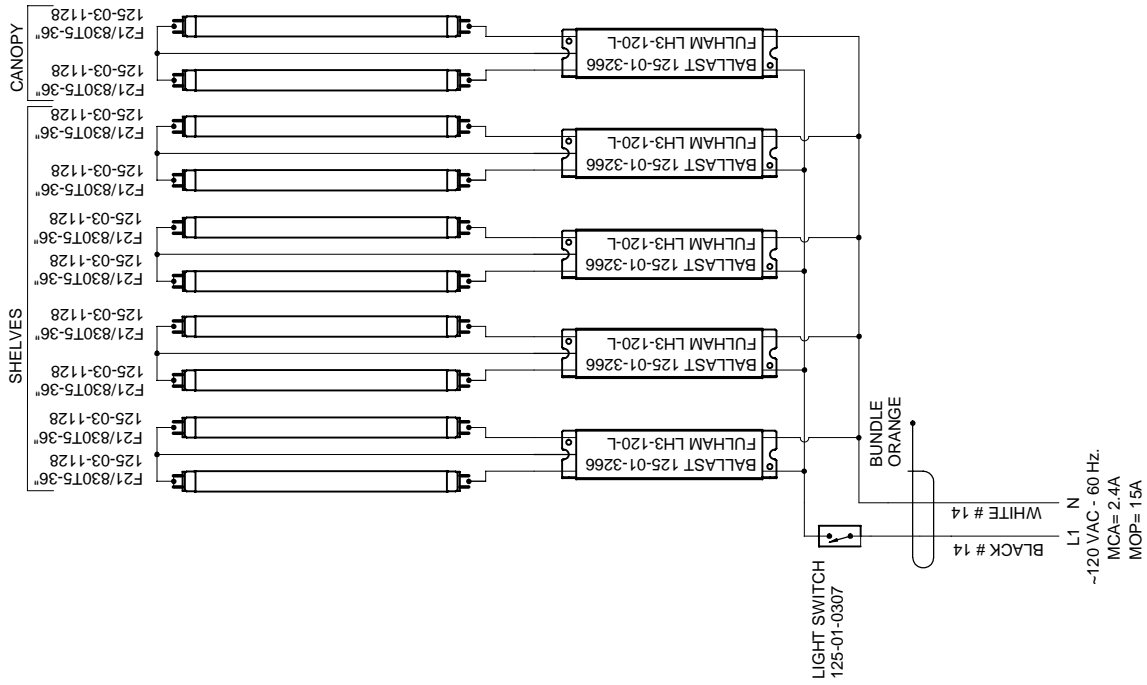 CANOPY
F21/830T5-36"
125-03-1128
F21/830T5-36"
125-03-1128
BALLAST 125-01-3266
FULHAM LH3-120-L
SHELVES
F21/830T5-36"
125-03-1128
F21/830T5-36"
125-03-1128
BALLAST 125-01-3266
FULHAM LH3-120-L
F21/830T5-36"
125-03-1128
F21/830T5-36"
125-03-1128
BALLAST 125-01-3266
FULHAM LH3-120-L
F21/830T5-36"
125-03-1128
F21/830T5-36"
125-03-1128
BALLAST 125-01-3266
FULHAM LH3-120-L
F21/830T5-36"
125-03-1128
F21/830T5-36"
125-03-1128
BALLAST 125-01-3266
FULHAM LH3-120-L
BUNDLE
ORANGE
LIGHT SWITCH
125-01-0307
WHITE # 14
BLACK # 14
L1 N
~120 VAC - 60 Hz.
MCA= 2.4A
MOP= 15A